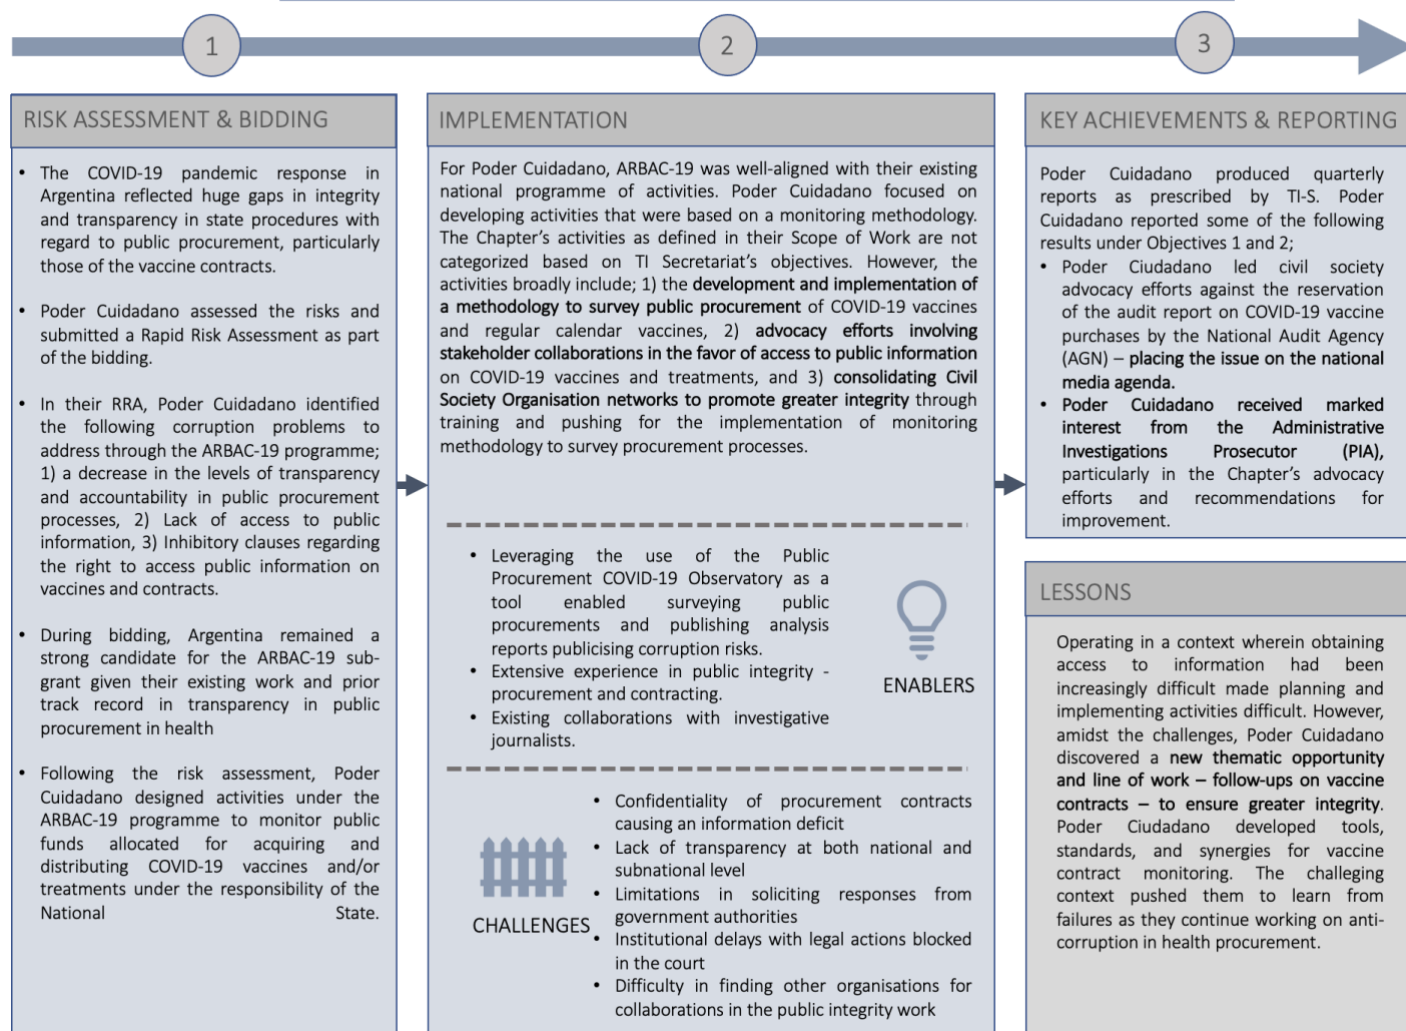 1
2
3
RISK ASSESSMENT & BIDDING
• The COVID-19 pandemic response in
Argentina reflected huge gaps in integrity
and transparency in state procedures with
regard to public procurement, particularly
those of the vaccine contracts.
• Poder Cuidadano assessed the risks and
submitted a Rapid Risk Assessment as part
of the bidding.
• In their RRA, Poder Cuidadano identified
the following corruption problems to
address through the ARBAC-19 programme;
1) a decrease in the levels of transparency
and accountability in public procurement
processes, 2) Lack of access to public
information, 3) Inhibitory clauses regarding
the right to access public information on
vaccines and contracts.
• During bidding, Argentina remained a
strong candidate for the ARBAC-19 sub-
grant given their existing work and prior
track record in transparency in public
procurement in health
• Following the risk assessment, Poder
Cuidadano designed activities under the
ARBAC-19 programme to monitor public
funds allocated for acquiring and
distributing COVID-19 vaccines and/or
treatments under the responsibility of the
National State.
IMPLEMENTATION
For Poder Cuidadano, ARBAC-19 was well-aligned with their existing
national programme of activities. Poder Cuidadano focused on
developing activities that were based on a monitoring methodology.
The Chapter’s activities as defined in their Scope of Work are not
categorized based on TI Secretariat’s objectives. However, the
activities broadly include; 1) the development and implementation of
a methodology to survey public procurement of COVID-19 vaccines
and regular calendar vaccines, 2) advocacy efforts involving
stakeholder collaborations in the favor of access to public information
on COVID-19 vaccines and treatments, and 3) consolidating Civil
Society Organisation networks to promote greater integrity through
training and pushing for the implementation of monitoring
methodology to survey procurement processes.
• Leveraging the use of the Public
Procurement COVID-19 Observatory as a
tool enabled surveying public
procurements and publishing analysis
reports publicising corruption risks.
• Extensive experience in public integrity -
procurement and contracting.
• Existing collaborations with investigative
journalists.
ENABLERS
CHALLENGES
• Confidentiality of procurement contracts
causing an information deficit
• Lack of transparency at both national and
subnational level
• Limitations in soliciting responses from
government authorities
• Institutional delays with legal actions blocked
in the court
• Difficulty in finding other organisations for
collaborations in the public integrity work
KEY ACHIEVEMENTS & REPORTING
Poder Cuidadano produced quarterly
reports as prescribed by TI-S. Poder
Cuidadano reported some of the following
results under Objectives 1 and 2;
• Poder Ciudadano led civil society
advocacy efforts against the reservation
of the audit report on COVID-19 vaccine
purchases by the National Audit Agency
(AGN) – placing the issue on the national
media agenda.
• Poder Cuidadano received marked
interest from the Administrative
Investigations Prosecutor (PIA),
particularly in the Chapter’s advocacy
efforts and recommendations for
improvement.
LESSONS
Operating in a context wherein obtaining
access to information had been
increasingly difficult made planning and
implementing activities difficult. However,
amidst the challenges, Poder Cuidadano
discovered a new thematic opportunity
and line of work – follow-ups on vaccine
contracts – to ensure greater integrity.
Poder Ciudadano developed tools,
standards, and synergies for vaccine
contract monitoring. The challeging
context pushed them to learn from
failures as they continue working on anti-
corruption in health procurement.